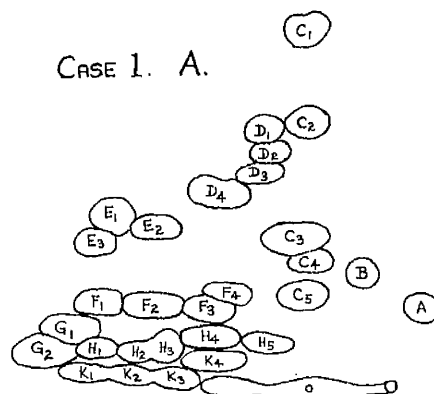 C1
CASE 1. A.
D1 C2
D2
D3
D4
E1
E2
E3
C3
C4
B
F4
C5
F1 F2 F3
A
G1
H4
H5
G2 H1 H2 H3
K4
K1 K2 K3